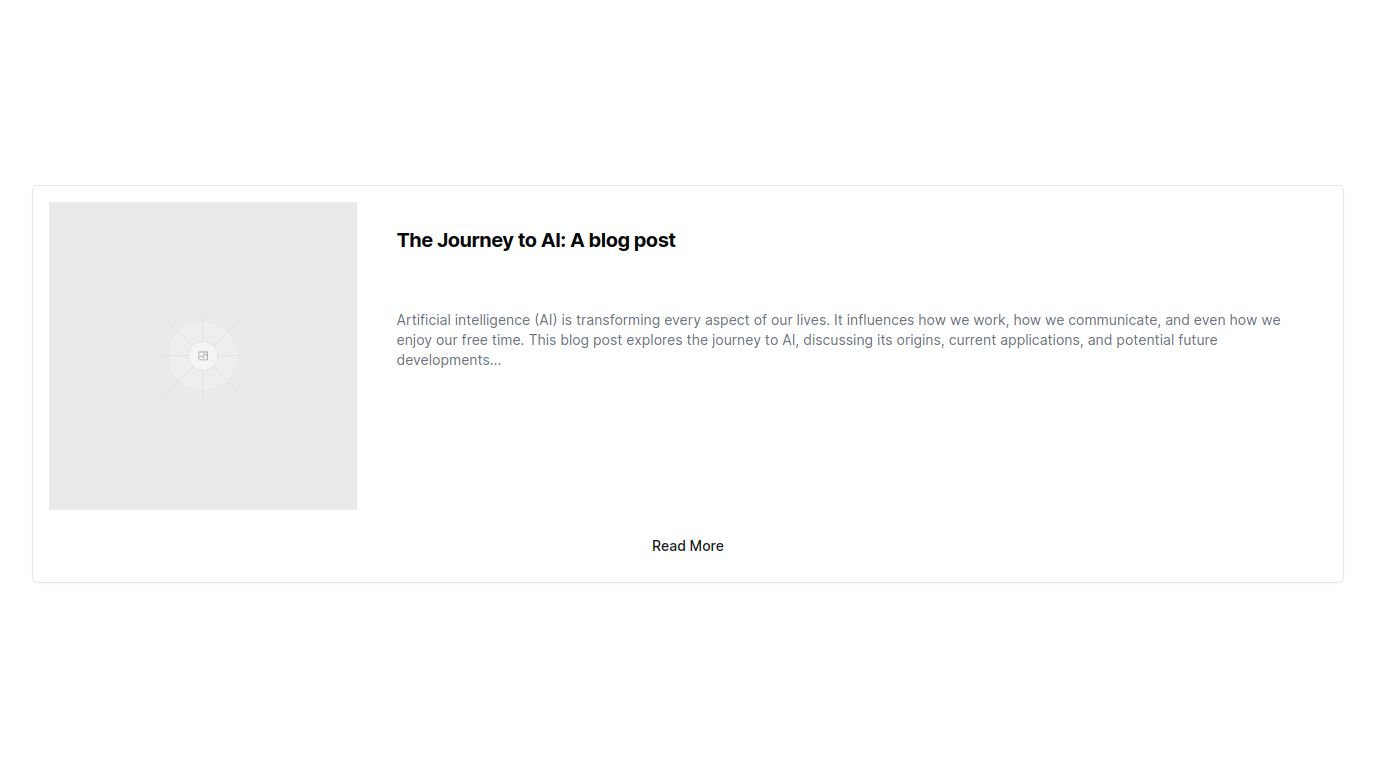 The Journey to AI: A blog post
Artificial intelligence (AI) is transforming every aspect of our lives. It influences how we work, how we communicate, and even how we
enjoy our free time. This blog post explores the journey to AI, discussing its origins, current applications, and potential future
developments...
Read More